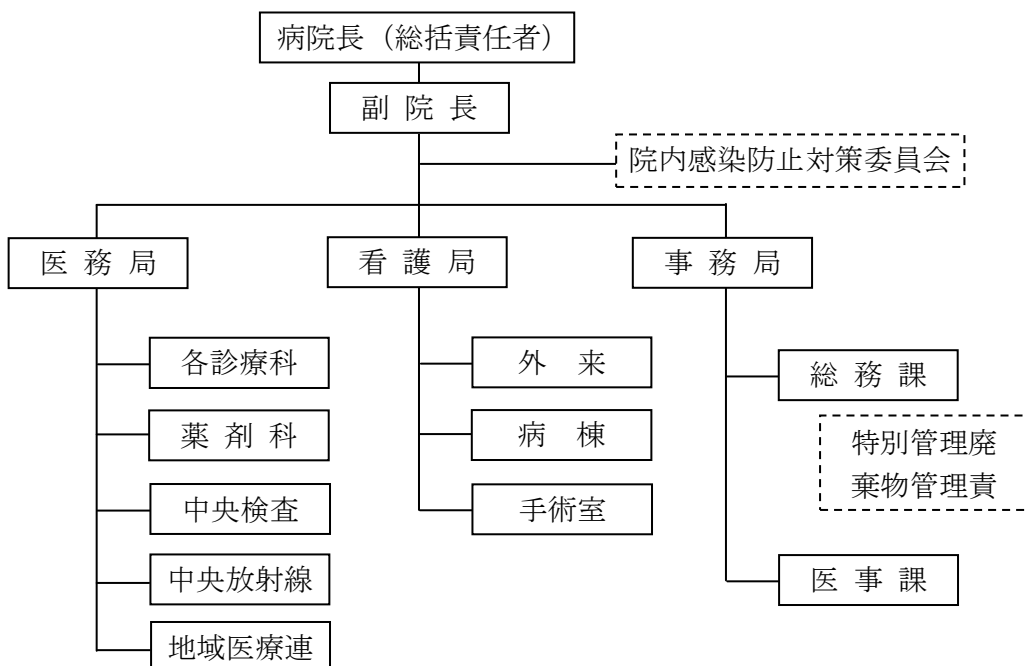 病院長（総括責任者）
副 院 長
院内感染防止対策委員会
医 務 局
看 護 局
事 務 局
各診療科
薬 剤 科
中央検査
中央放射線
地域医療連
外 来
病 棟
手術室
総 務 課
特別管理廃
棄物管理責
医 事 課